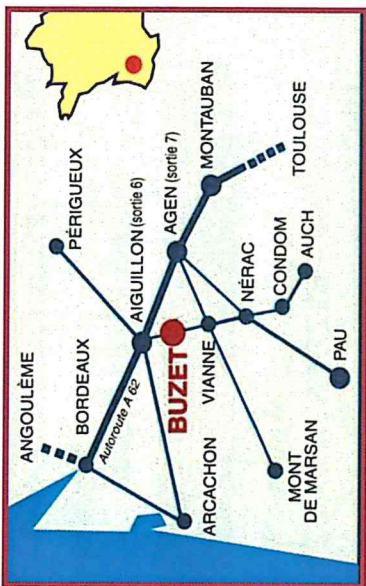 ANGOULÊME
BORDEAUX
Autoroute A 62
PÉRIGUEUX
AIGUILLON (sortie 6)
AGEN (sortie 7)
MONTAUBAN
TOULOUSE
BUZET
ARCACHON
VIANNE
NÉRAC
CONDOM
AUCH
MONT
DE MARSAN
PAU